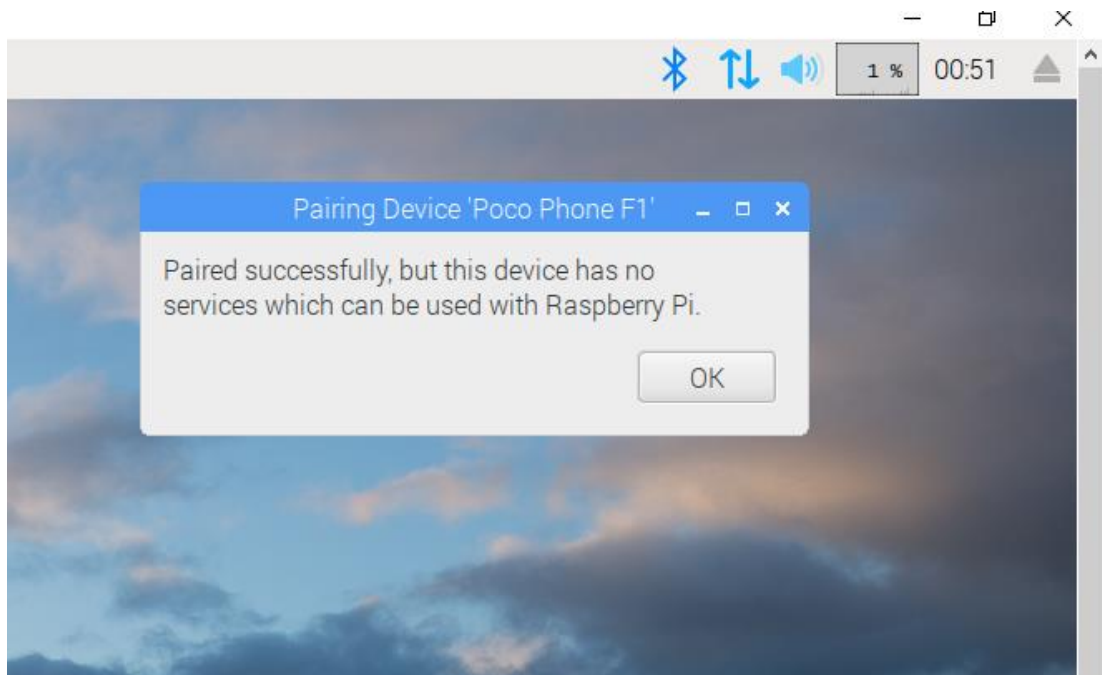 1 %
00:51
Pairing Device 'Poco Phone F1'
Paired successfully, but this device has no
services which can be used with Raspberry Pi.
OK